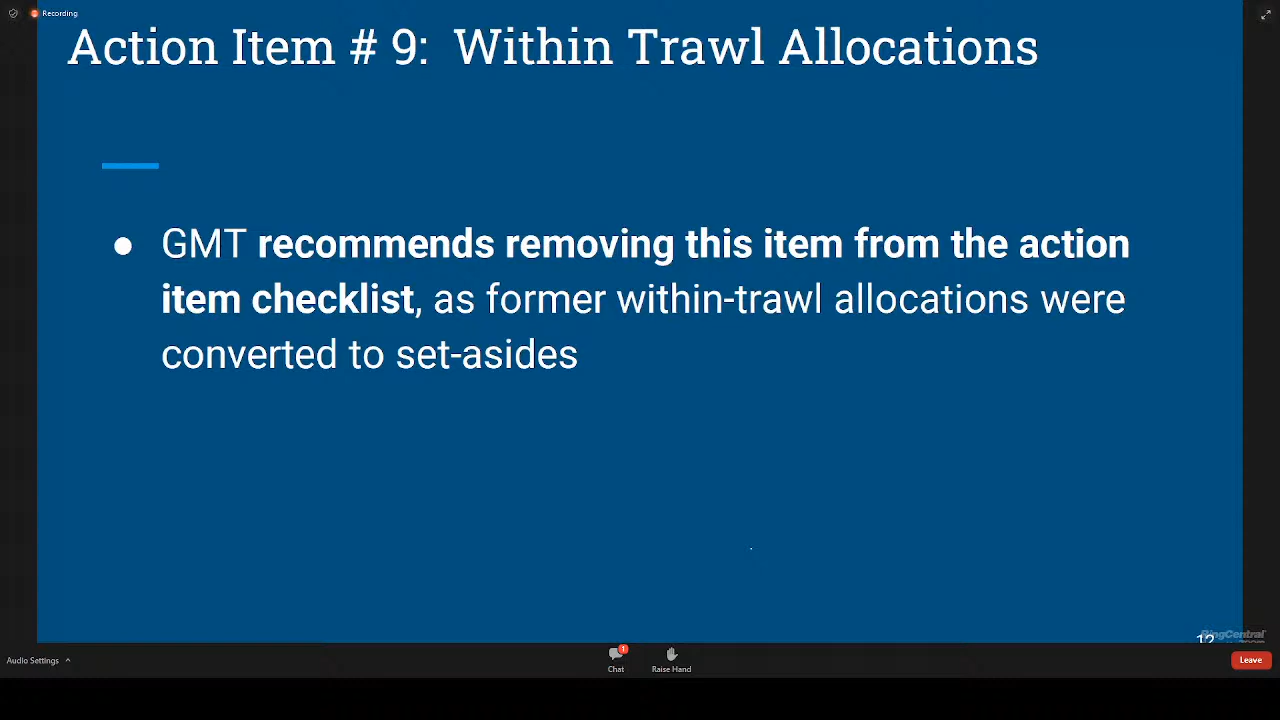 Recording
Action Item # 9: Within Trawl Allocations
● GMT recommends removing this item from the action
item checklist, as former within-trawl allocations were
converted to set-asides
12
RingCentral
Audio Settings
1
Chat
Raise Hand
Leave